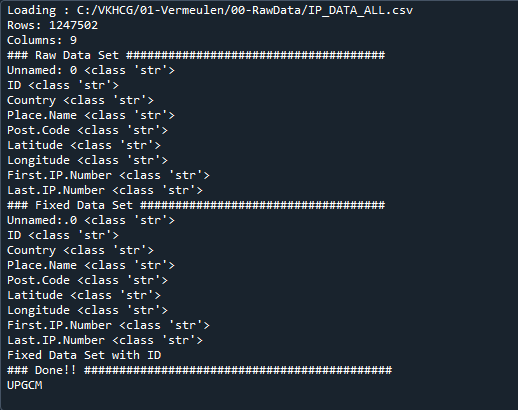 Loading : C:/VKHCG/01-Vermeulen/00-RawData/IP_DATA_ALL.csv
Rows: 1247502
Columns: 9
### Raw Data Set #####################################
Unnamed: 0 <class 'str'>
ID <class 'str'>
Country <class 'str'>
Place.Name <class 'str'>
Post.Code <class 'str'>
Latitude <class 'str'>
Longitude <class 'str'>
First.IP.Number <class 'str'>
Last.IP.Number <class 'str'>
### Fixed Data Set ###################################
Unnamed:.0 <class 'str'>
ID <class 'str'>
Country <class 'str'>
Place.Name <class 'str'>
Post.Code <class 'str'>
Latitude <class 'str'>
Longitude <class 'str'>
First.IP.Number <class 'str'>
Last.IP.Number <class 'str'>
Fixed Data Set with ID
### Done!! ############################################
UPGCM